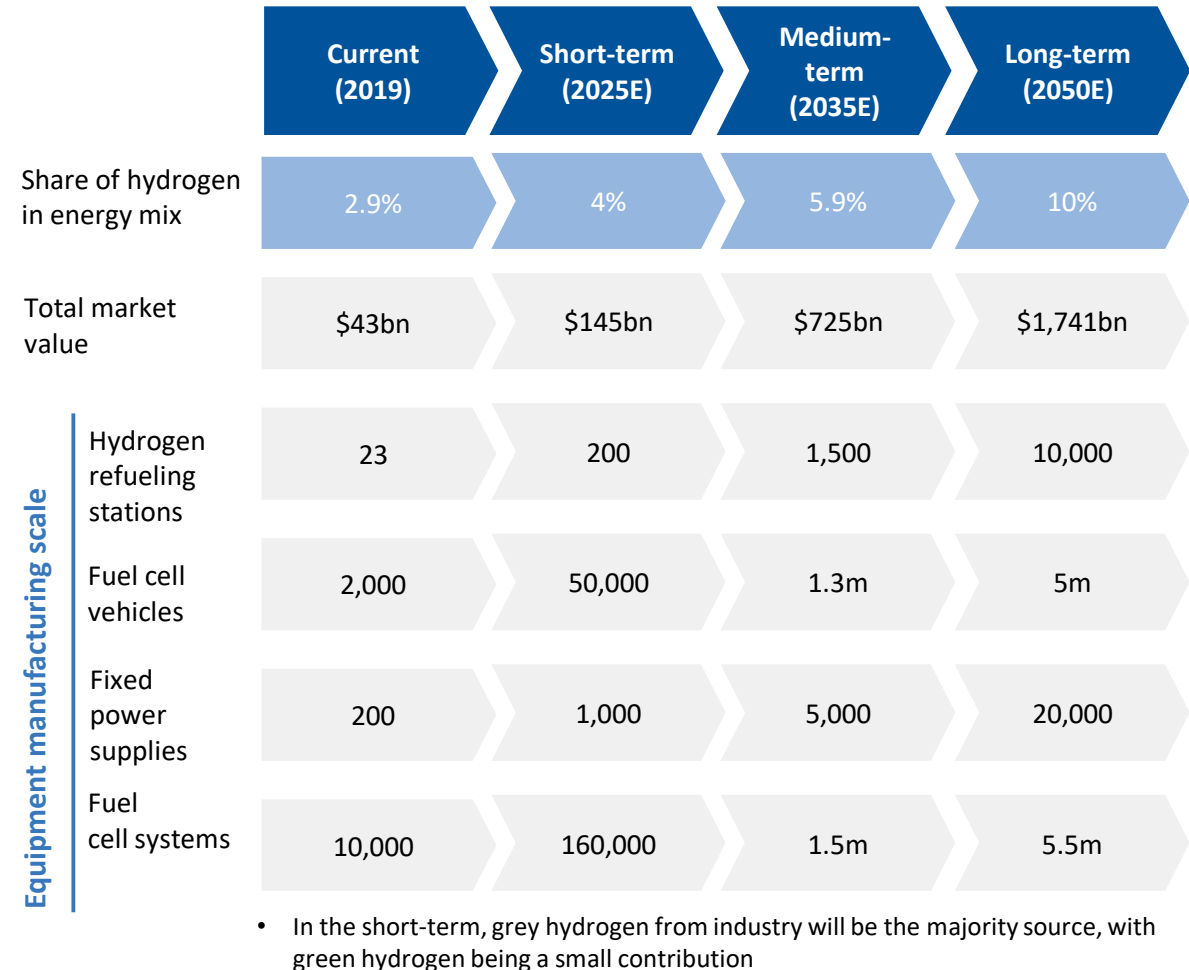 Current
(2019)
Short-term
(2025E)
Medium-
term
(2035E)
Long-term
(2050E)
Share of hydrogen
in energy mix
2.9%
4%
5.9%
10%
Total market
value
$43bn
$145bn
$725bn
$1,741bn
Equipment manufacturing scale
Hydrogen
refueling
stations
23
200
1,500
10,000
Fuel cell
vehicles
2,000
50,000
1.3m
5m
Fixed
power
supplies
200
1,000
5,000
20,000
Fuel
cell systems
10,000
160,000
1.5m
5.5m
• In the short-term, grey hydrogen from industry will be the majority source, with
green hydrogen being a small contribution